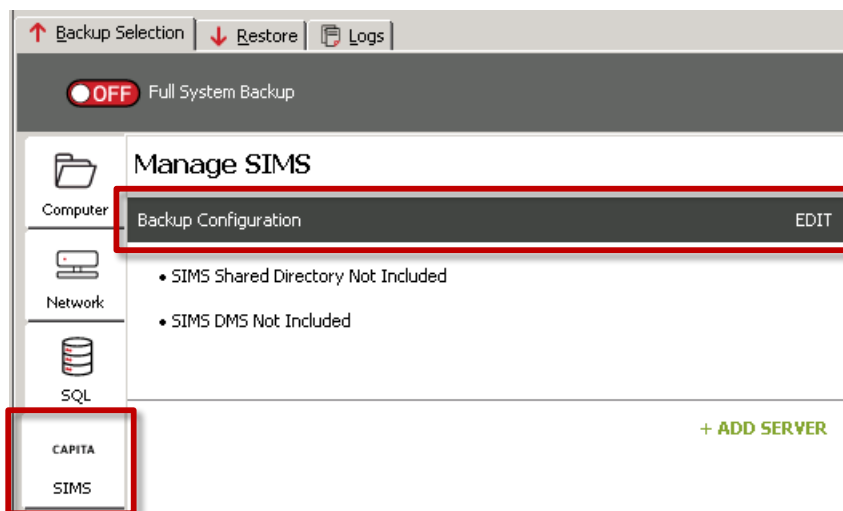 Backup Selection Restore Logs
OFF Full System Backup
Manage SIMS
Computer
Backup Configuration EDIT
• SIMS Shared Directory Not Included
Network
• SIMS DMS Not Included
SQL
+ ADD SERVER
CAPITA
SIMS